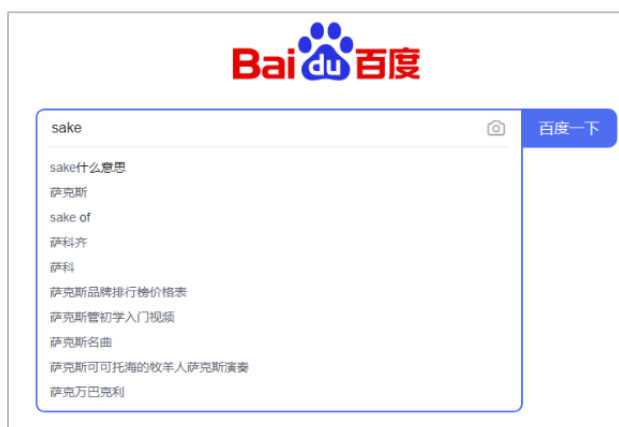 Bai du 百度
sake 百度一下
sake什么意思
萨克斯
sake of
萨科齐
萨科
萨克斯品牌排行榜价格表
萨克斯管初学入门视频
萨克斯名曲
萨克斯可可托海的牧羊人萨克斯演奏
萨克万巴克利